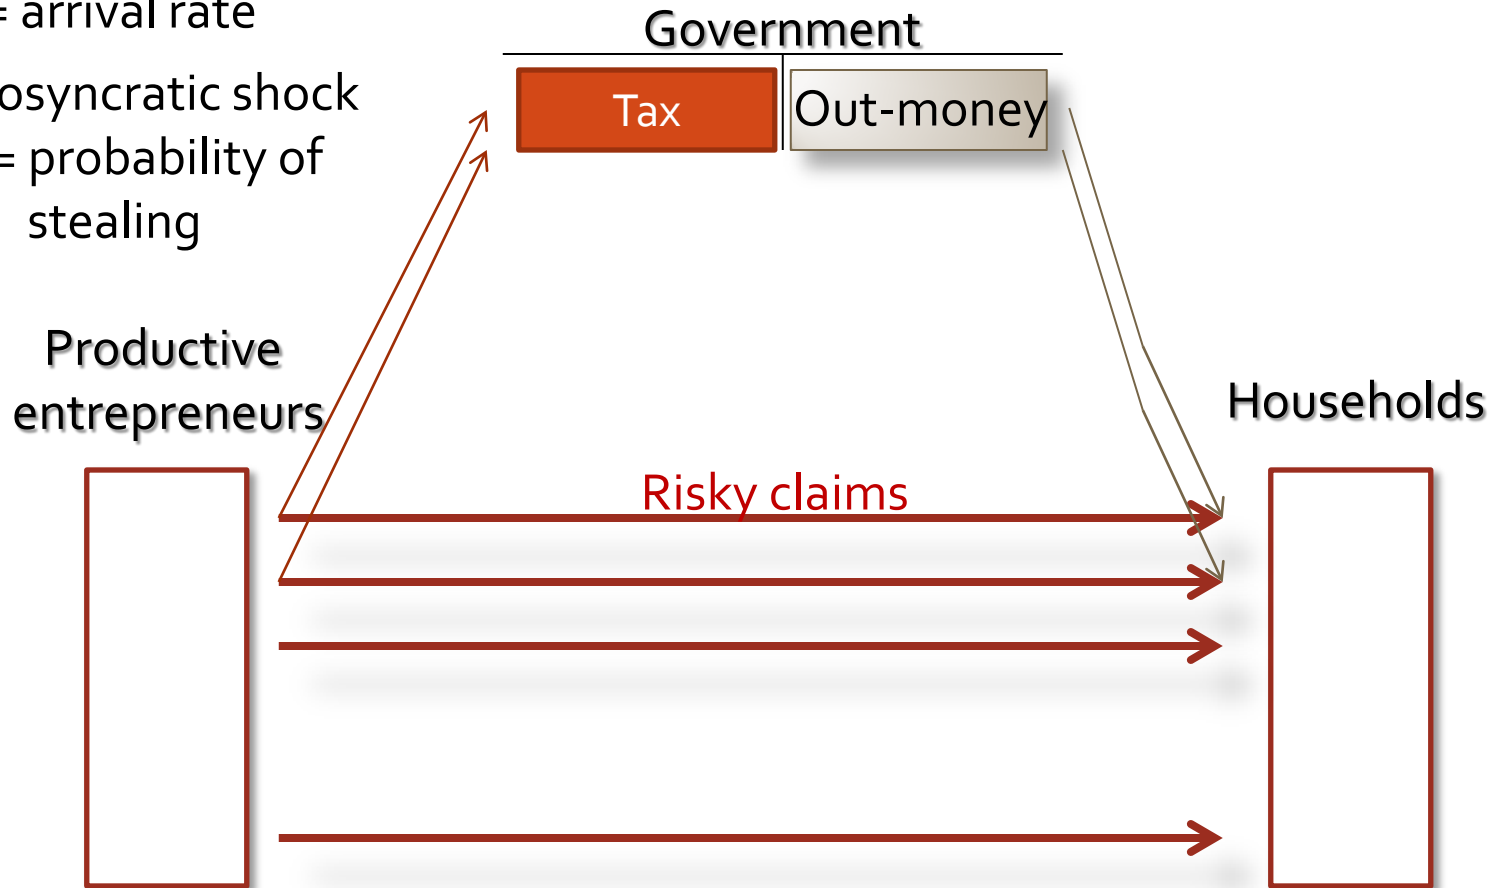 = arrival rate
osyncratic shock
= probability of
stealing
Government
Tax
Out-money
Productive
entrepreneurs
Households
Risky claims